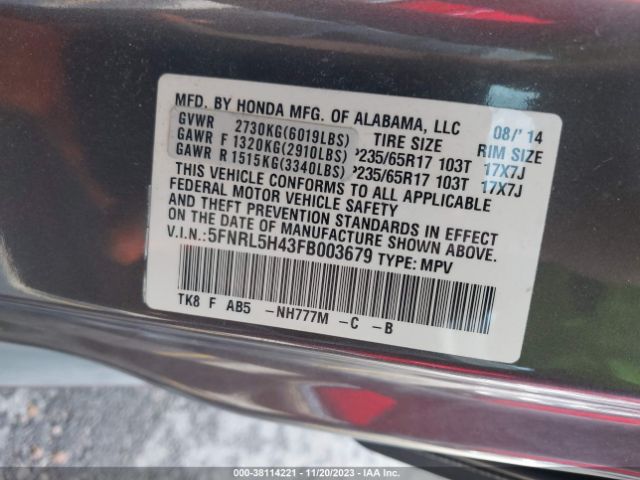 MFD. BY HONDA MFG. OF ALABAMA, LLC 08/' 14
GVWR 2730KG(6019LBS) TIRE SIZE RIM SIZE
GAWR F 1320KG(2910LBS) P235/65R17 103T 17X7J
GAWR R 1515KG(3340LBS) P235/65R17 103T 17X7J
THIS VEHICLE CONFORMS TO ALL APPLICABLE
FEDERAL MOTOR VEHICLE SAFETY
AND THEFT PREVENTION STANDARDS IN EFFECT
ON THE DATE OF MANUFACTURE SHOWN ABOVE.
V.I.N.:5FNRL5H43FB003679 TYPE: MPV
TK8 F AB5 -NH777M -C -B
000-38114221 - 11/20/2023 - IAA Inc.